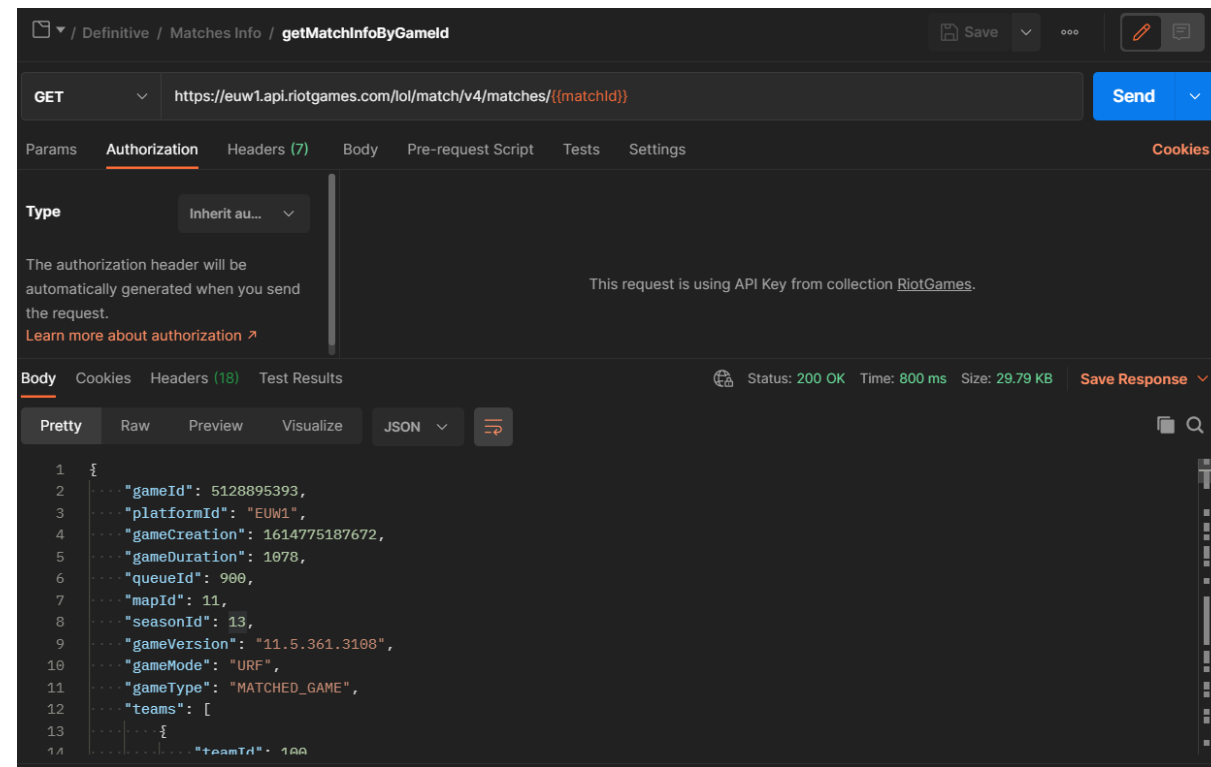 / Definitive / Matches Info / getMatchInfoByGameId Save
GET https://euw1.api.riotgames.com/lol/match/v4/matches/{{matchId}} Send
Params Authorization Headers (7) Body Pre-request Script Tests Settings Cookies
Type Inherit au...
The authorization header will be
automatically generated when you send
the request.
Learn more about authorization ↗
This request is using API Key from collection RiotGames.
Body Cookies Headers (18) Test Results Status: 200 OK Time: 800 ms Size: 29.79 KB Save Response
Pretty Raw Preview Visualize JSON
1 {
2 "gameId": 5128895393,
3 "platformId": "EUW1",
4 "gameCreation": 1614775187672,
5 "gameDuration": 1078,
6 "queueId": 900,
7 "mapId": 11,
8 "seasonId": 13,
9 "gameVersion": "11.5.361.3108",
10 "gameMode": "URF",
11 "gameType": "MATCHED_GAME",
12 "teams": [
13 {
14 "teamId": 100